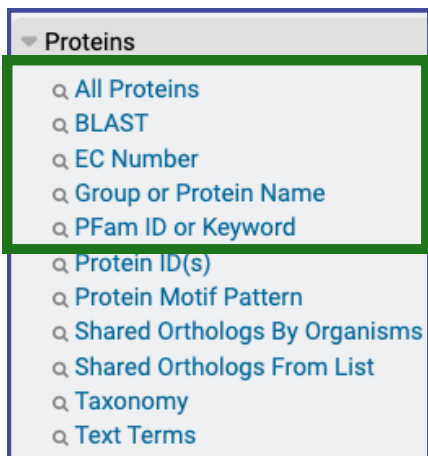 Proteins
All Proteins
BLAST
EC Number
Group or Protein Name
PFam ID or Keyword
Protein ID(s)
Protein Motif Pattern
Shared Orthologs By Organisms
Shared Orthologs From List
Taxonomy
Text Terms